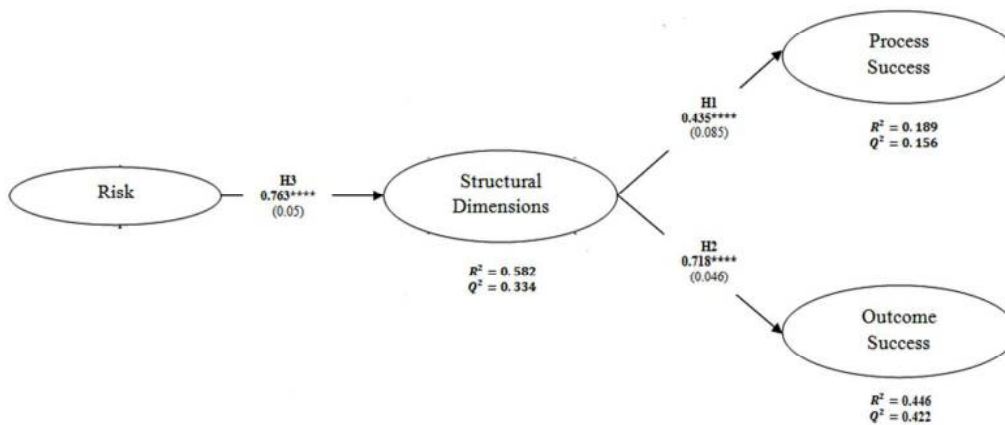 Process
Success
R² = 0.189
Q² = 0.156
H1
0.435****
(0.085)
Risk
H3
0.763****
(0.05)
Structural
Dimensions
R² = 0.582
Q² = 0.334
H2
0.718****
(0.046)
Outcome
Success
R² = 0.446
Q² = 0.422